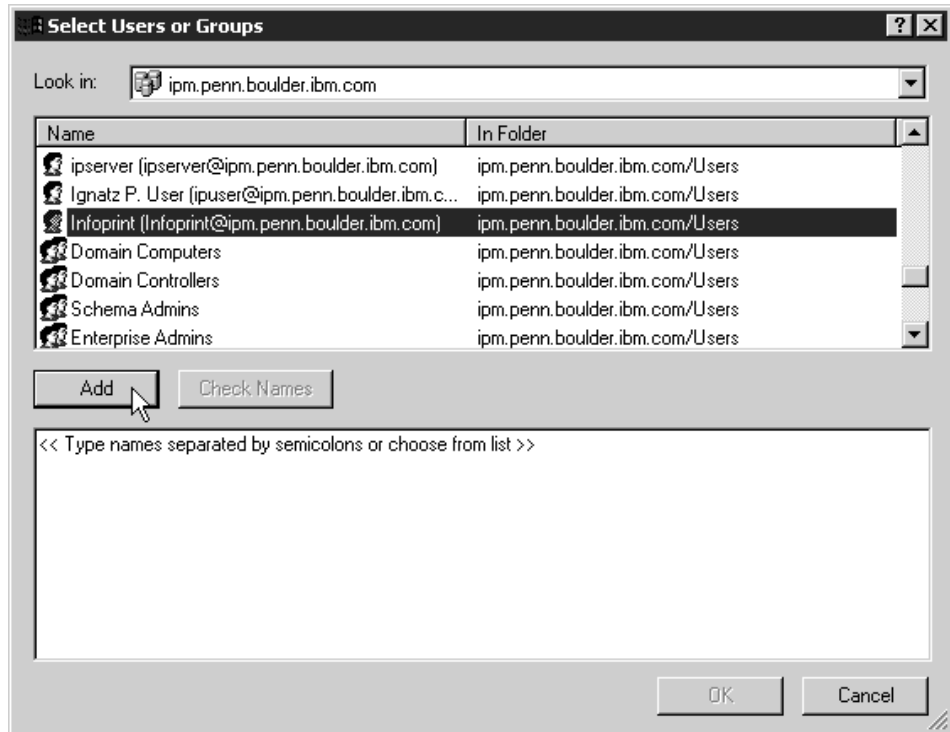 Select Users or Groups
Look in: ipm.penn.boulder.ibm.com
Name In Folder
ipserver (ipserver@ipm.penn.boulder.ibm.com) ipm.penn.boulder.ibm.com/Users
Ignatz P. User (ipuser@ipm.penn.boulder.ibm.c... ipm.penn.boulder.ibm.com/Users
Infoprint (Infoprint@ipm.penn.boulder.ibm.com) ipm.penn.boulder.ibm.com/Users
Domain Computers ipm.penn.boulder.ibm.com/Users
Domain Controllers ipm.penn.boulder.ibm.com/Users
Schema Admins ipm.penn.boulder.ibm.com/Users
Enterprise Admins ipm.penn.boulder.ibm.com/Users
Add Check Names
<< Type names separated by semicolons or choose from list >>
OK Cancel